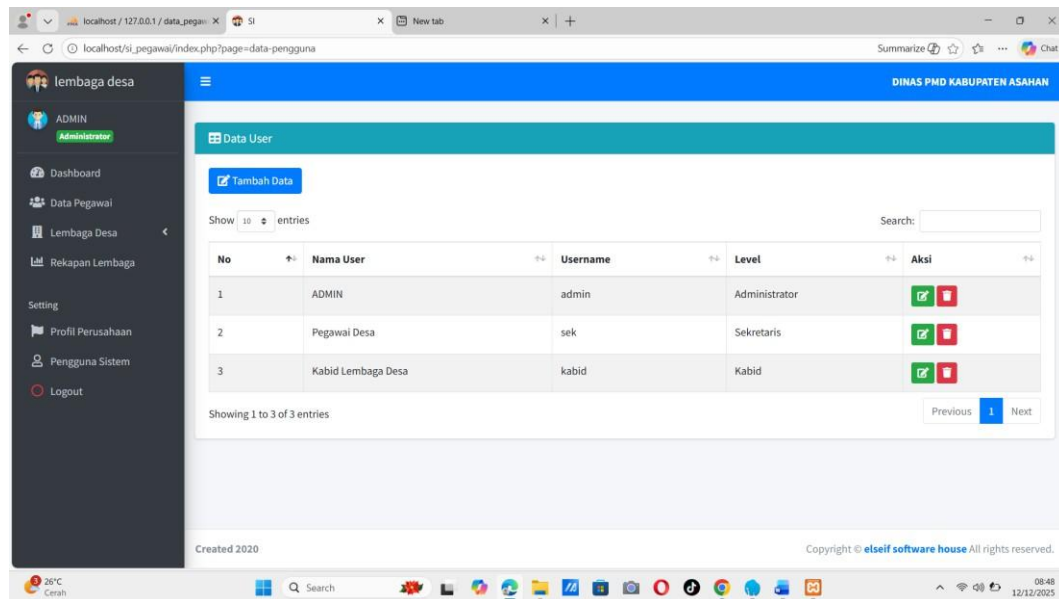 localhost / 127.0.0.1 / data_pegaw
SI
New tab
localhost/si_pegawai/index.php?page=data-pengguna
Summarize
Chat
lembaga desa
DINAS PMD KABUPATEN ASAHAN
ADMIN
Administrator
Dashboard
Data Pegawai
Lembaga Desa
Rekapan Lembaga
Setting
Profil Perusahaan
Pengguna Sistem
Logout
Data User
Tambah Data
Show 10 entries
Search:
No Nama User Username Level Aksi
1 ADMIN admin Administrator
2 Pegawai Desa sek Sekretaris
3 Kabid Lembaga Desa kabid Kabid
Showing 1 to 3 of 3 entries
Previous 1 Next
Created 2020
Copyright © elseif software house All rights reserved.
3
26°C
Cerah
Search
08:48
12/12/2025